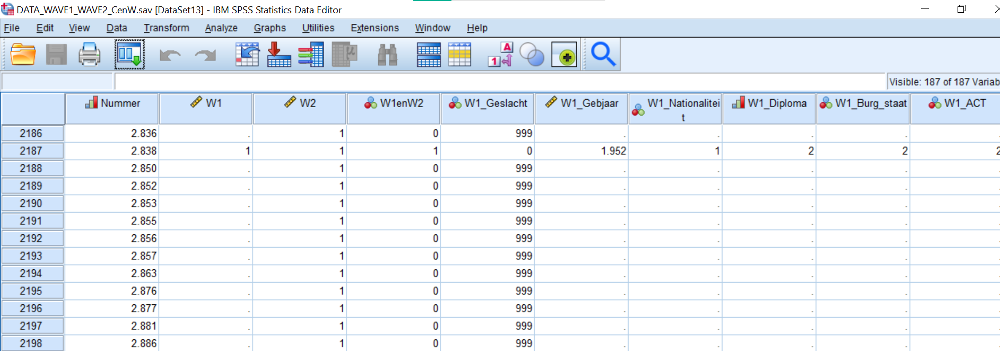 DATA_WAVE1_WAVE2_CenW.sav [DataSet13] - IBM SPSS Statistics Data Editor
File Edit View Data Transform Analyze Graphs Utilities Extensions Window Help
A
1
μ
Visible: 187 of 187 Variab
Nummer W1 W2 W1enW2 W1_Geslacht W1_Gebjaar W1_Nationalitei W1_Diploma W1_Burg_staat W1_ACT
t
2186 2.836 . 1 0 999 . . . . .
2187 2.838 1 1 1 0 1.952 1 2 2 2
2188 2.850 . 1 0 999 . . . . .
2189 2.852 . 1 0 999 . . . . .
2190 2.853 . 1 0 999 . . . . .
2191 2.855 . 1 0 999 . . . . .
2192 2.856 . 1 0 999 . . . . .
2193 2.857 . 1 0 999 . . . . .
2194 2.863 . 1 0 999 . . . . .
2195 2.876 . 1 0 999 . . . . .
2196 2.877 . 1 0 999 . . . . .
2197 2.881 . 1 0 999 . . . . .
2198 2.886 . 1 0 999 . . . . .